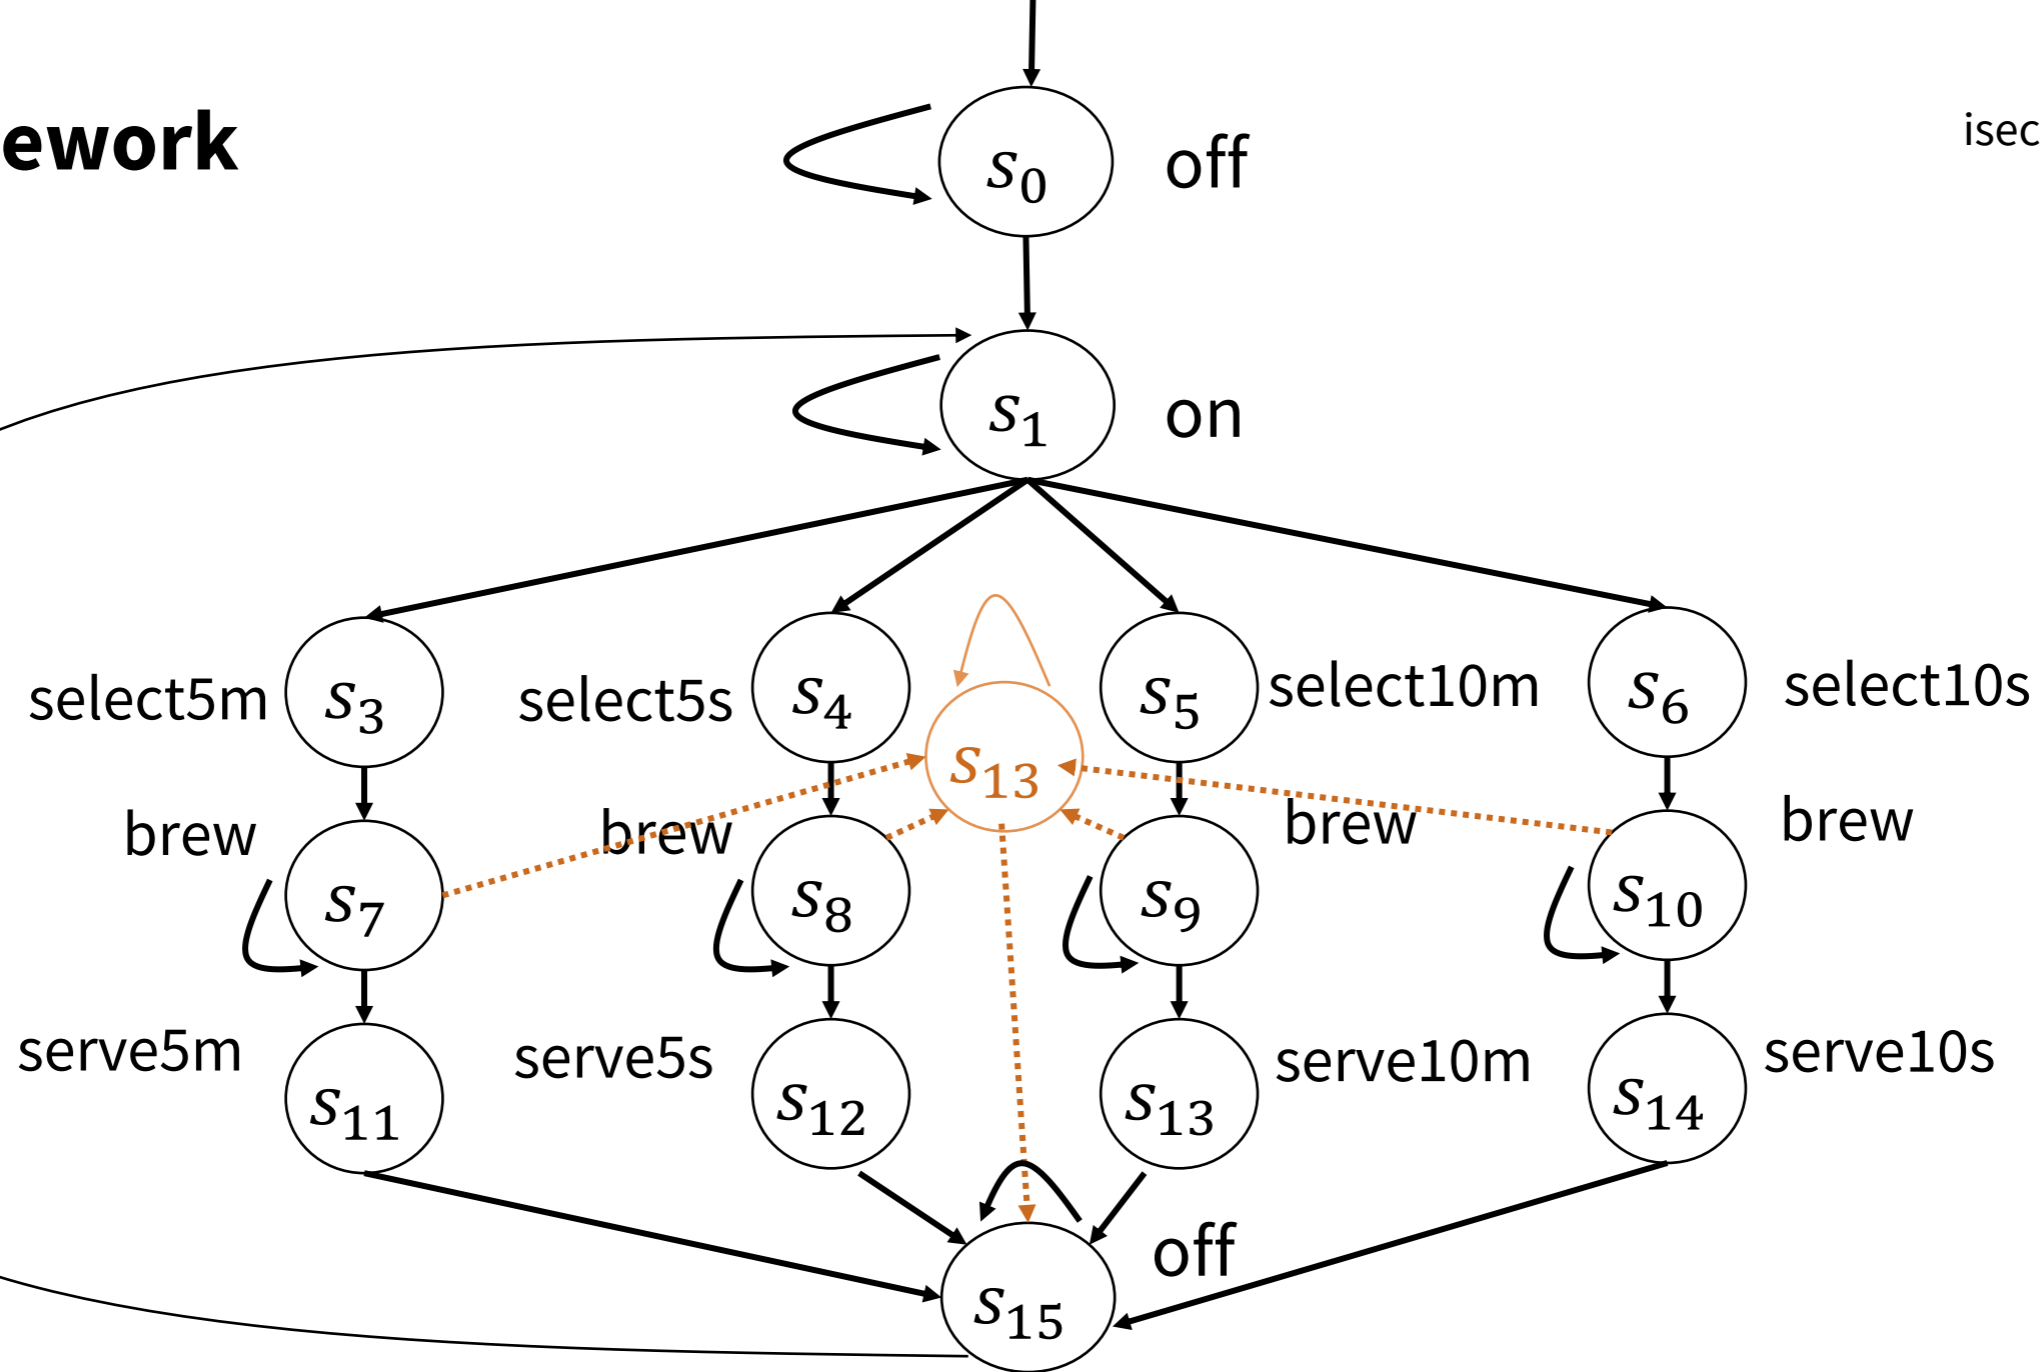 ework
isec
s0 off
s1 on
select5m s3 select5s s4 s5 select10m s6 select10s
s13
brew brew brew brew
s7 s8 s9 s10
serve5m serve5s serve10m serve10s
s11 s12 s13 s14
off
s15